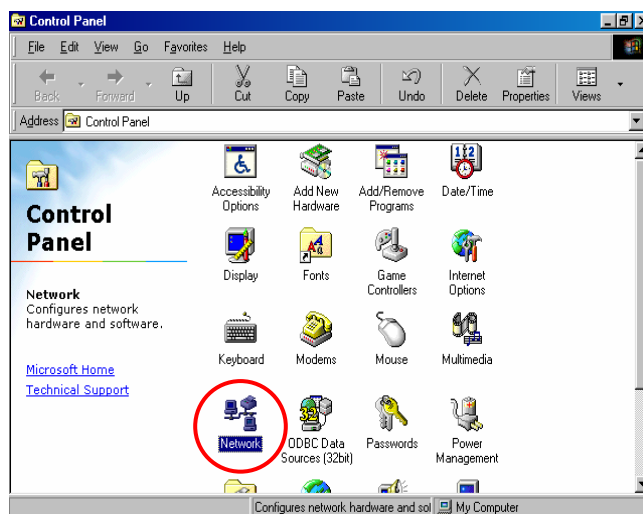 Control Panel
File Edit View Go Favorites Help
Back Forward Up Cut Copy Paste Undo Delete Properties Views
Address Control Panel
Control
Panel
Network
Configures network
hardware and software.
Microsoft Home
Technical Support
Accessibility
Options
Add New
Hardware
Add/Remove
Programs
Date/Time
Display
Fonts
Game
Controllers
Internet
Options
Keyboard
Modems
Mouse
Multimedia
Network
32
ODBC Data
Sources (32bit)
Passwords
Power
Management
Configures network hardware and sol
My Computer